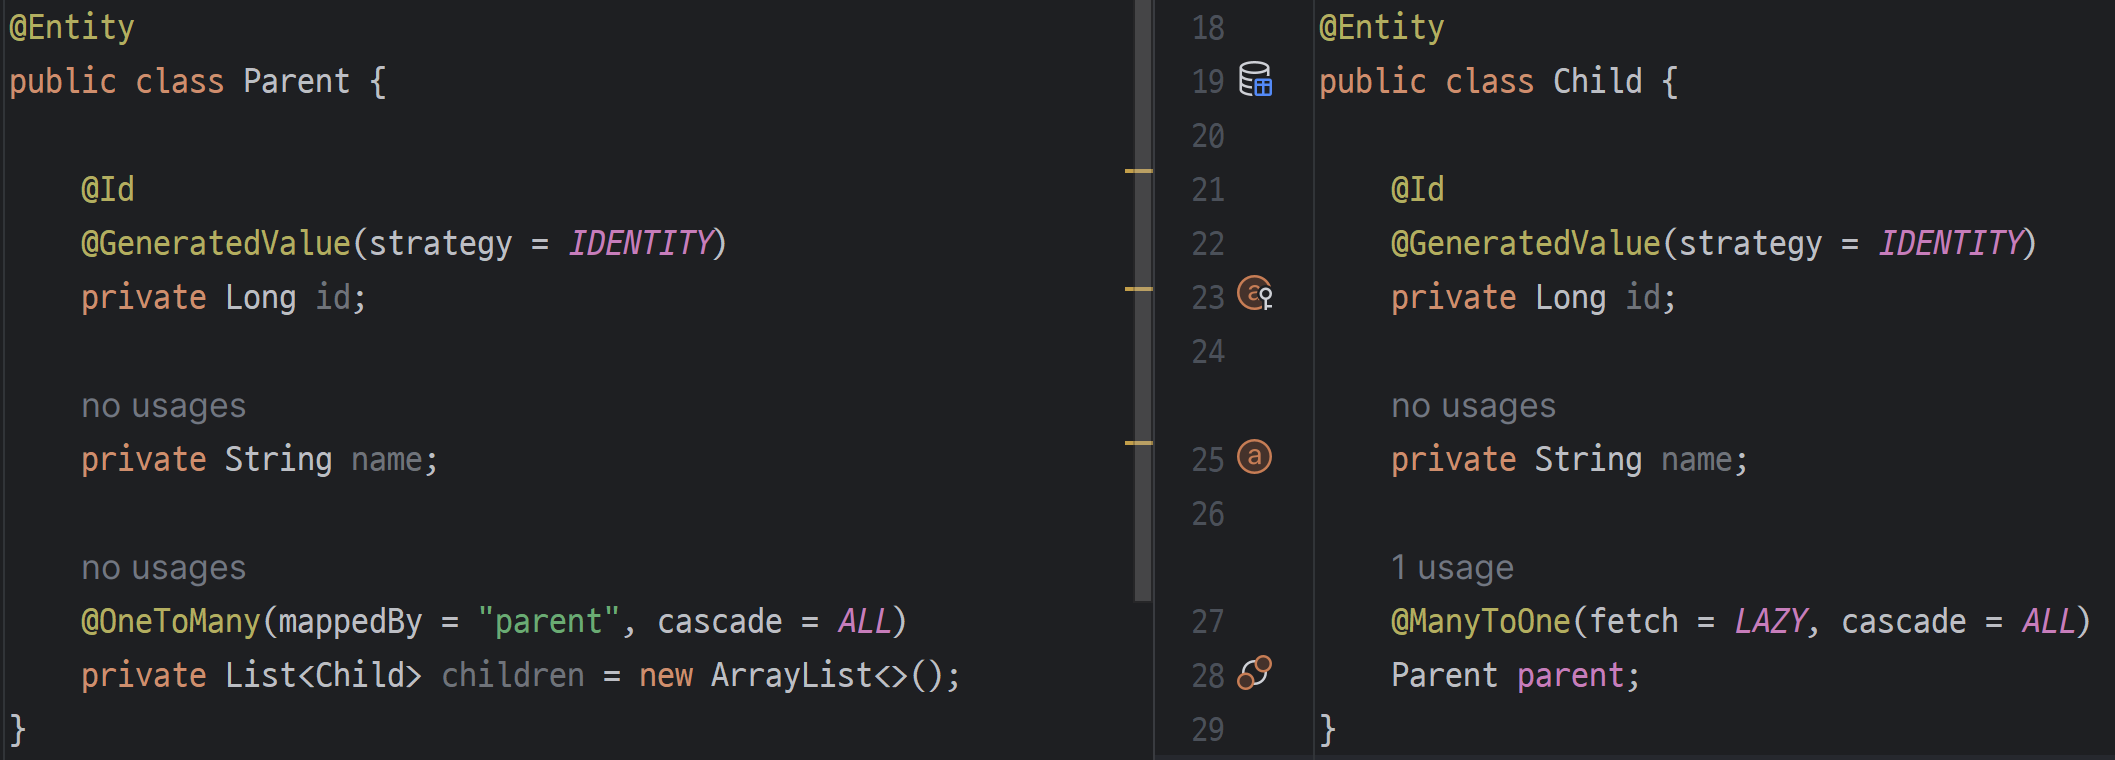 @Entity
public class Parent {
@Id
@GeneratedValue(strategy = IDENTITY)
private Long id;
no usages
private String name;
no usages
@OneToMany(mappedBy = "parent", cascade = ALL)
private List<Child> children = new ArrayList<>();
}
18 @Entity
19 public class Child {
20
21 @Id
22 @GeneratedValue(strategy = IDENTITY)
23 a private Long id;
24
no usages
25 a private String name;
26
1 usage
27 @ManyToOne(fetch = LAZY, cascade = ALL)
28 Parent parent;
29 }